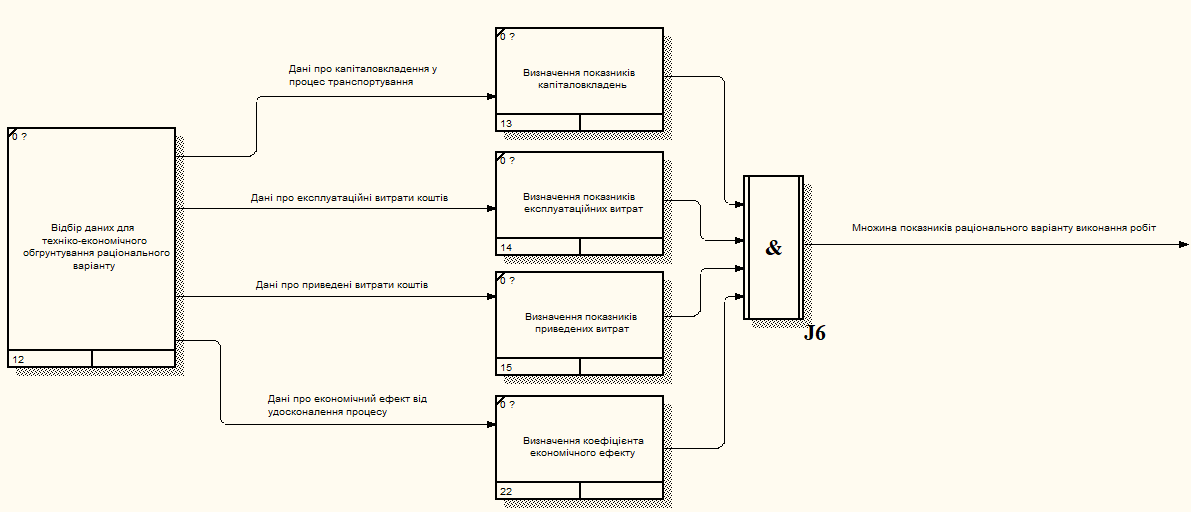 0 ?
Відбір даних для
техніко-економічного
обгрунтування раціонального
варіанту
12
Дані про капіталовкладення у
процес транспортування
Дані про експлуатаційні витрати коштів
Дані про приведені витрати коштів
Дані про економічний ефект від
удосконалення процесу
0 ?
Визначення показників
капіталовкладень
13
0 ?
Визначення показників
експлуатаційних витрат
14
0 ?
Визначення показників
приведених витрат
15
0 ?
Визначення коефіцієнта
економічного ефекту
22
&
J6
Множина показників раціонального варіанту виконання робіт